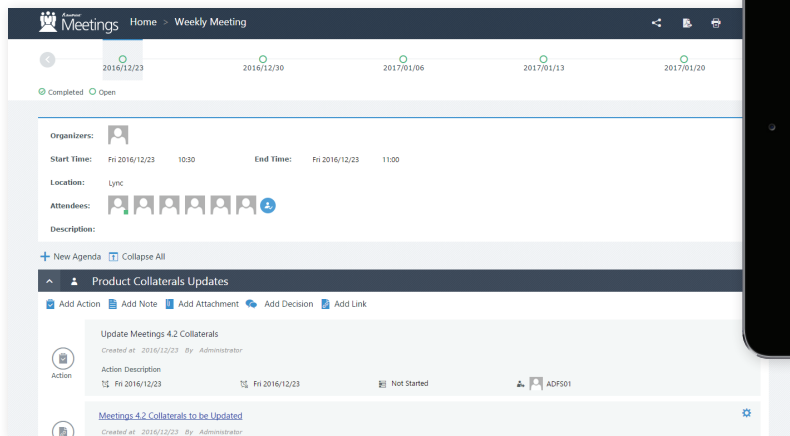 Meetings Home > Weekly Meeting
2016/12/23 2016/12/30 2017/01/06 2017/01/13 2017/01/20
Completed Open
Organizers:
Start Time: Fri 2016/12/23 10:30 End Time: Fri 2016/12/23 11:00
Location: Lync
Attendees:
Description:
New Agenda Collapse All
Product Collaterals Updates
Add Action Add Note Add Attachment Add Decision Add Link
Update Meetings 4.2 Collaterals
Created at 2016/12/23 By Administrator
Action
Action Description
Fri 2016/12/23 Fri 2016/12/23 Not Started ADFS01
Meetings 4.2 Collaterals to be Updated
Created at 2016/12/23 By Administrator